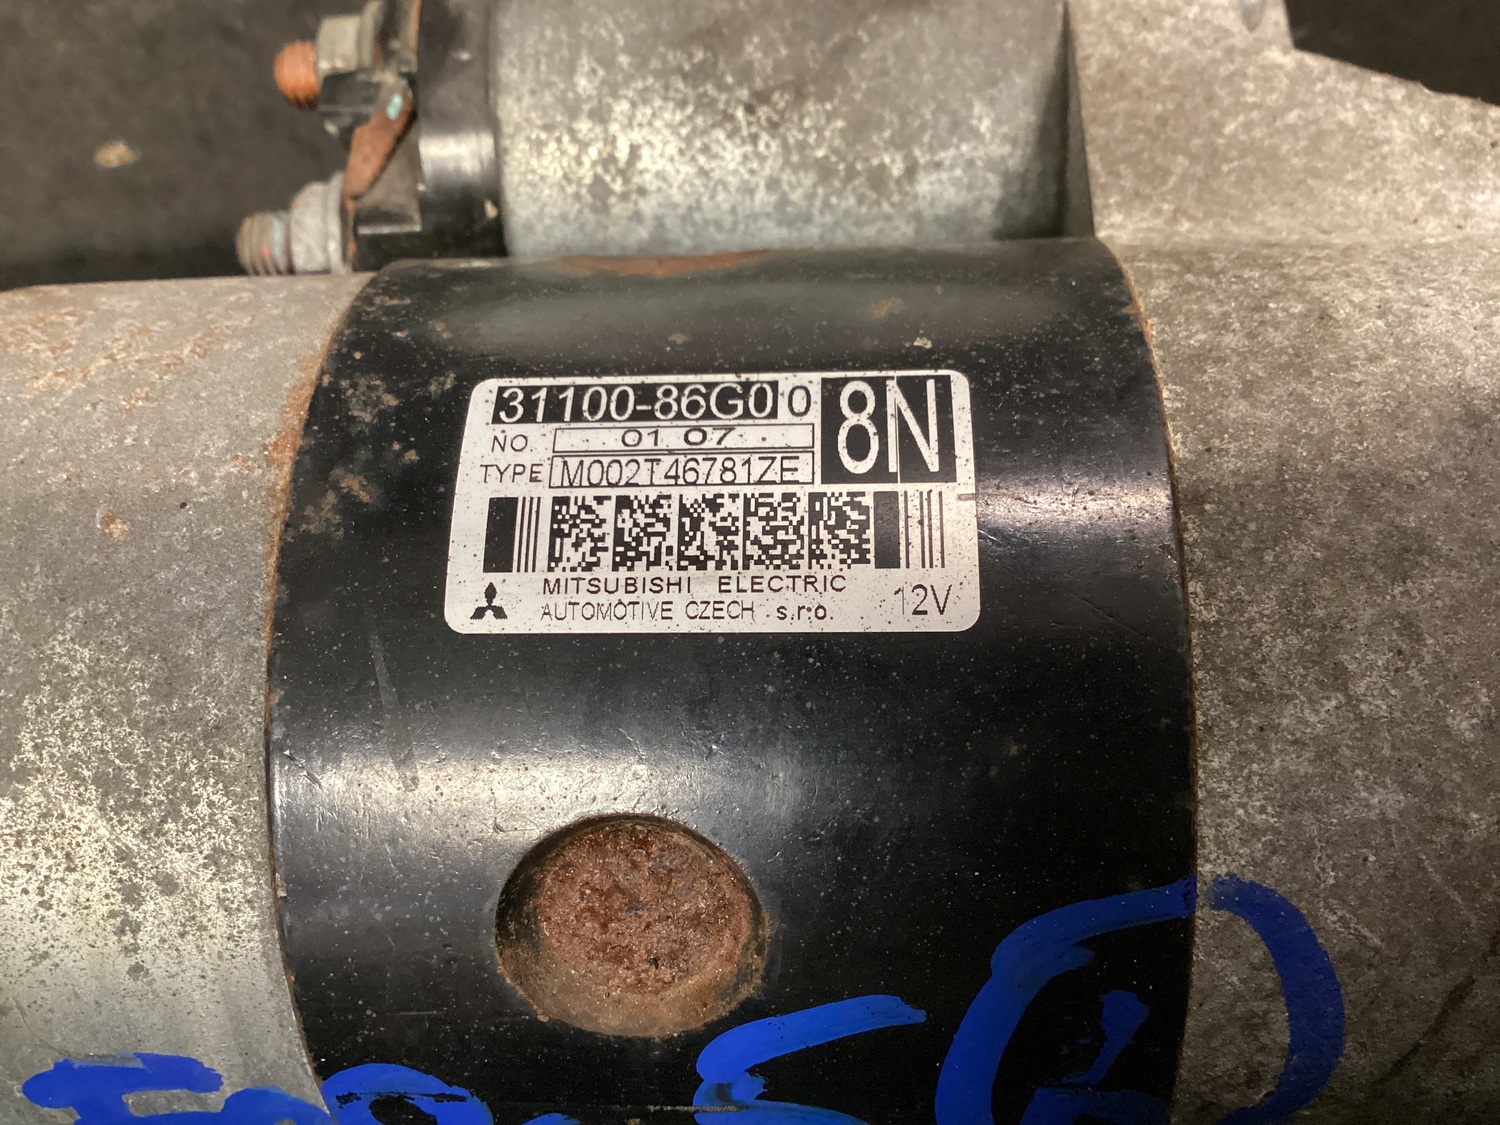 31100-86G00 8N
NO. 01 07
TYPE M002T46781ZE
MITSUBISHI ELECTRIC
AUTOMOTIVE CZECH s.r.o. 12V